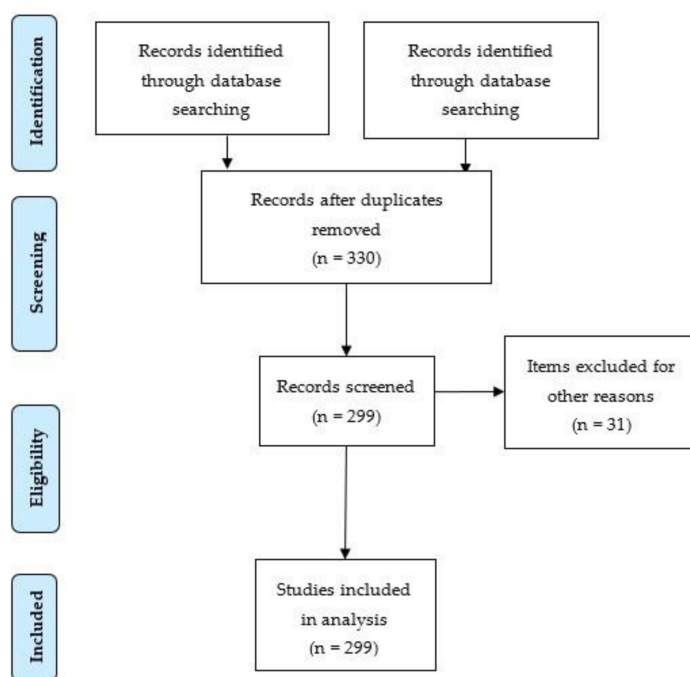 Identification
Records identified
through database
searching
Records identified
through database
searching
Screening
Records after duplicates
removed
(n = 330)
Records screened
(n = 299)
Items excluded for
other reasons
(n = 31)
Eligibility
Included
Studies included
in analysis
(n = 299)